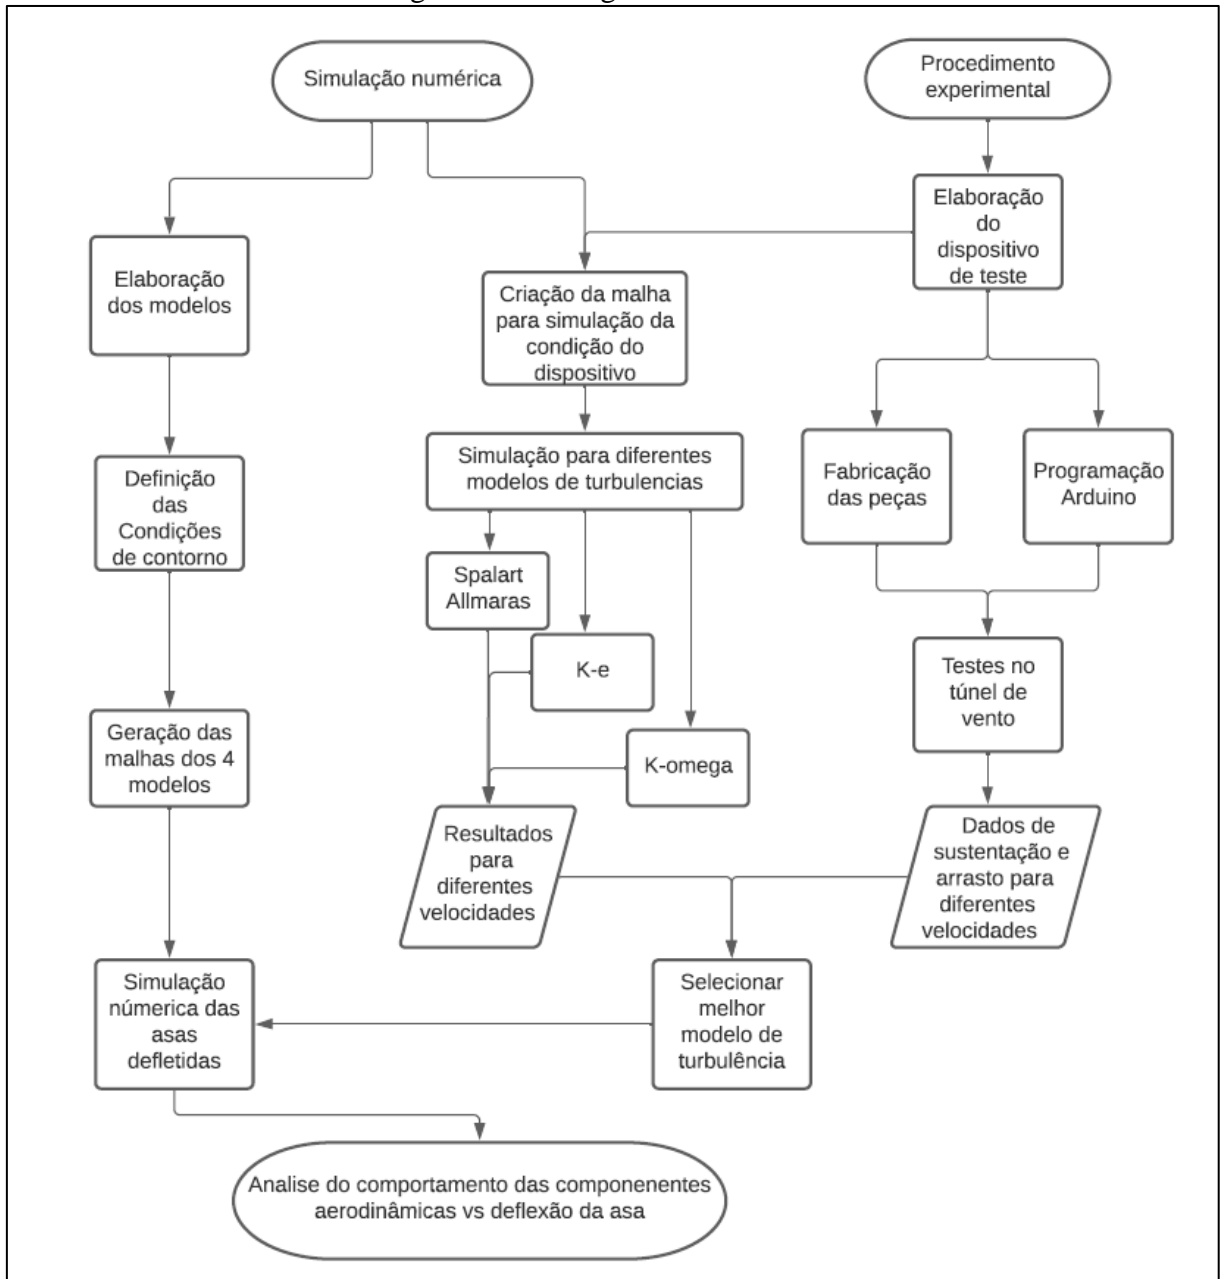 Simulação numérica
Procedimento
experimental
Elaboração
do
dispositivo
de teste
Elaboração
dos modelos
Criação da malha
para simulação da
condição do
dispositivo
Simulação para diferentes
modelos de turbulencias
Fabricação
das peças
Programação
Arduino
Definição
das
Condições
de contorno
Spalart
Allmaras
K-e
Testes no
túnel de
vento
Geração das
malhas dos 4
modelos
K-omega
Resultados
para
diferentes
velocidades
Dados de
sustentação e
arrasto para
diferentes
velocidades
Simulação
númerica das
asas
defletidas
Selecionar
melhor
modelo de
turbulência
Analise do comportamento das componenentes
aerodinâmicas vs deflexão da asa